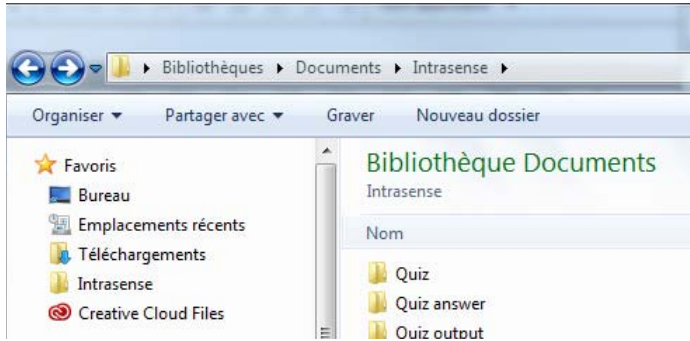 Bibliothèques Documents Intrasense
Organiser Partager avec Graver Nouveau dossier
Favoris
Bureau
Emplacements récents
Téléchargements
Intrasense
Creative Cloud Files
Bibliothèque Documents
Intrasense
Nom
Quiz
Quiz answer
Quiz output